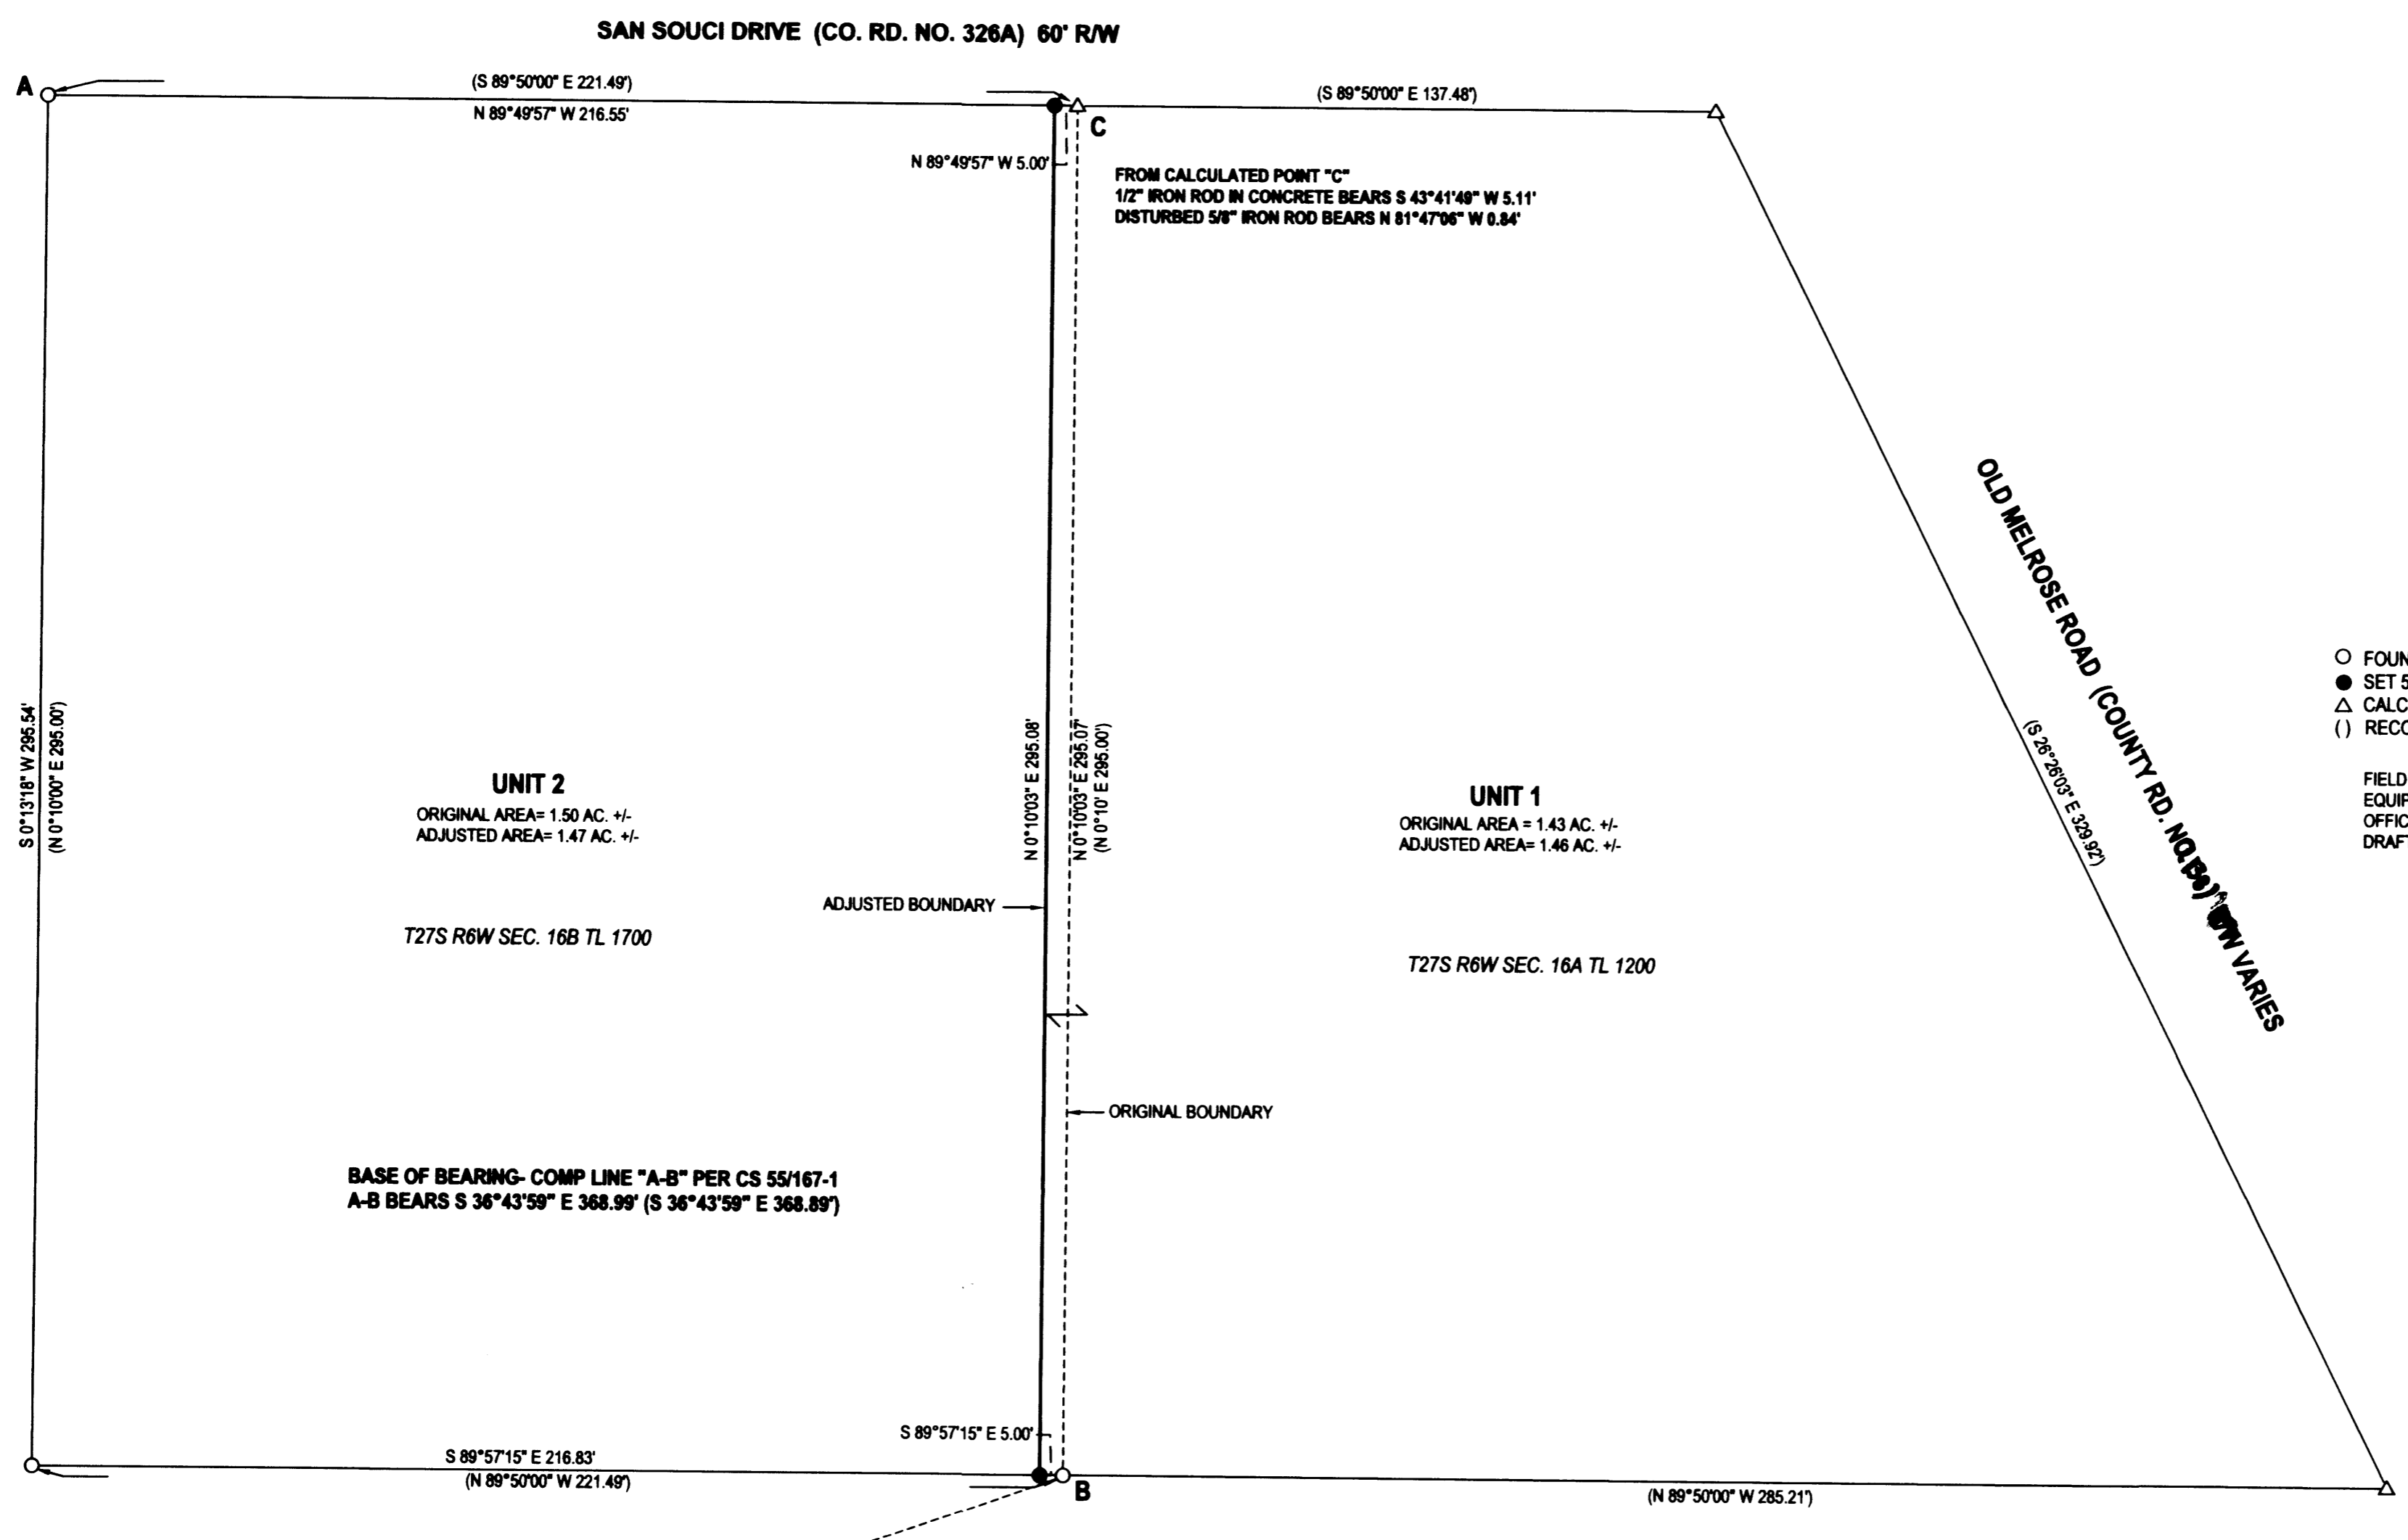 SAN SOUCI DRIVE (CO. RD. NO. 326A) 60' R/W
A
(S 89°50'00" E 221.49')
N 89°49'57" W 216.55'
(S 89°50'00" E 137.48')
C
N 89°49'57" W 5.00'
FROM CALCULATED POINT "C"
1/2" IRON ROD IN CONCRETE BEARS S 43°41'49" W 5.11'
DISTURBED 5/8" IRON ROD BEARS N 81°47'06" W 0.84'
OLD MELROSE ROAD (COUNTY RD. NO. R/W VARIES
(S 26°26'03" E 329.92')
FOUN
SET 5
CALC
( ) RECO
FIELD
EQUIP
OFFIC
DRAFT
S 0°13'18" W 295.54'
(N 0°10'00" E 295.00')
UNIT 2
ORIGINAL AREA= 1.50 AC. +/-
ADJUSTED AREA= 1.47 AC. +/-
T27S R6W SEC. 16B TL 1700
N 0°10'03" E 295.08'
N 0°10'03" E 295.07'
(N 0°10' E 295.00')
UNIT 1
ORIGINAL AREA = 1.43 AC. +/-
ADJUSTED AREA= 1.46 AC. +/-
T27S R6W SEC. 16A TL 1200
ADJUSTED BOUNDARY
ORIGINAL BOUNDARY
BASE OF BEARING- COMP LINE "A-B" PER CS 55/167-1
A-B BEARS S 36°43'59" E 368.99' (S 36°43'59" E 368.89')
S 89°57'15" E 5.00'
S 89°57'15" E 216.83'
(N 89°50'00" W 221.49')
B
(N 89°50'00" W 285.21')